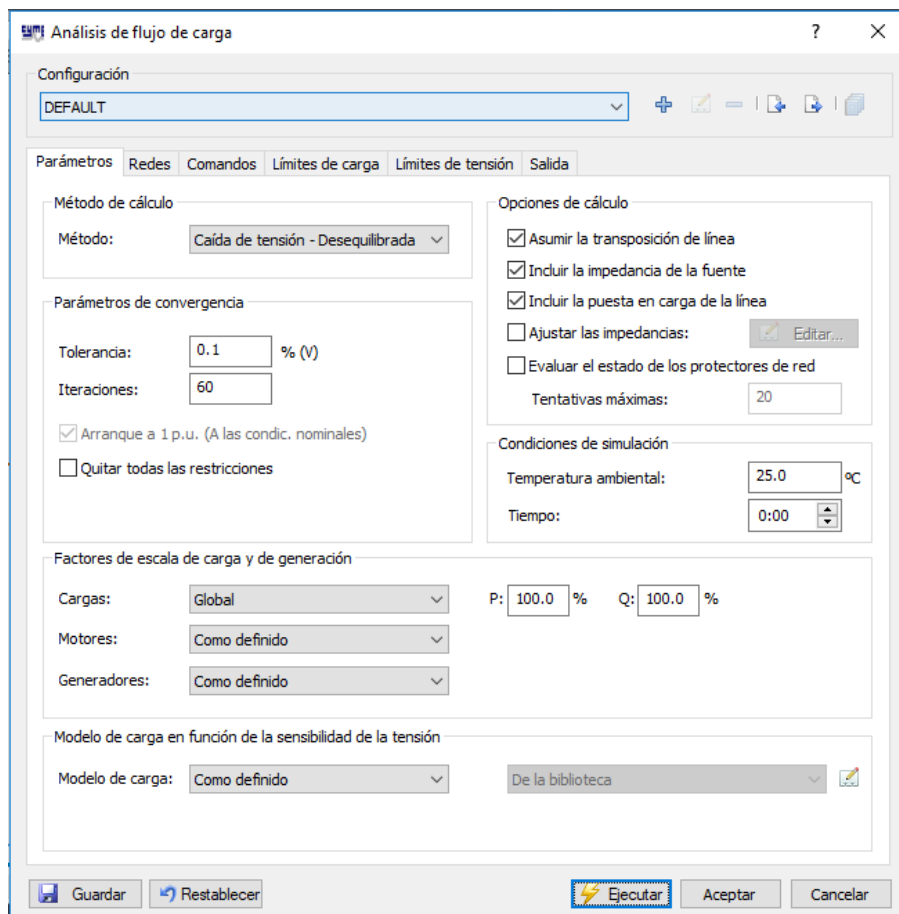 CYME Análisis de flujo de carga ?
Configuración
DEFAULT
Parámetros Redes Comandos Límites de carga Límites de tensión Salida
Método de cálculo
Método: Caída de tensión - Desequilibrada
Parámetros de convergencia
Tolerancia: 0.1 % (V)
Iteraciones: 60
Arranque a 1 p.u. (A las condic. nominales)
Quitar todas las restricciones
Opciones de cálculo
Asumir la transposición de línea
Incluir la impedancia de la fuente
Incluir la puesta en carga de la línea
Ajustar las impedancias: Editar...
Evaluar el estado de los protectores de red
Tentativas máximas: 20
Condiciones de simulación
Temperatura ambiental: 25.0 ºC
Tiempo: 0:00
Factores de escala de carga y de generación
Cargas: Global P: 100.0 % Q: 100.0 %
Motores: Como definido
Generadores: Como definido
Modelo de carga en función de la sensibilidad de la tensión
Modelo de carga: Como definido De la biblioteca
Guardar Restablecer Ejecutar Aceptar Cancelar